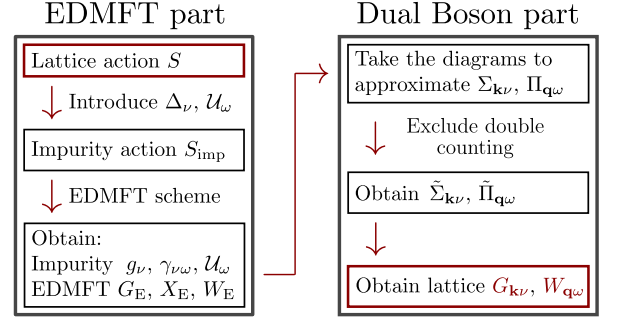 EDMFT part
Lattice action S
Introduce Δ_ν, 𝒰_ω
Impurity action S_imp
EDMFT scheme
Obtain:
Impurity g_ν, γ_νω, 𝒰_ω
EDMFT G_E, X_E, W_E
Dual Boson part
Take the diagrams to
approximate Σ_kν, Π_qω
Exclude double
counting
Obtain Σ̃_kν, Π̃_qω
Obtain lattice G_kν, W_qω